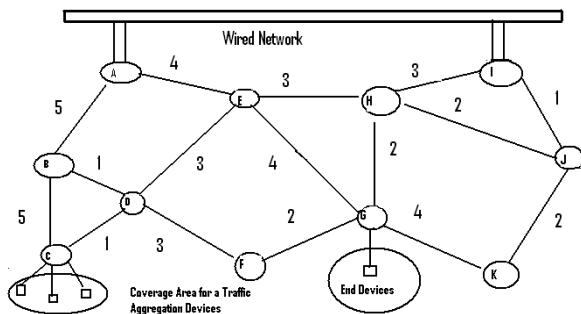 Wired Network
A
4
E
3
H
3
I
5
2
1
B
1
3
4
2
J
D
5
1
3
2
G
4
2
C
F
K
End Devices
Coverage Area for a Traffic
Aggregation Devices